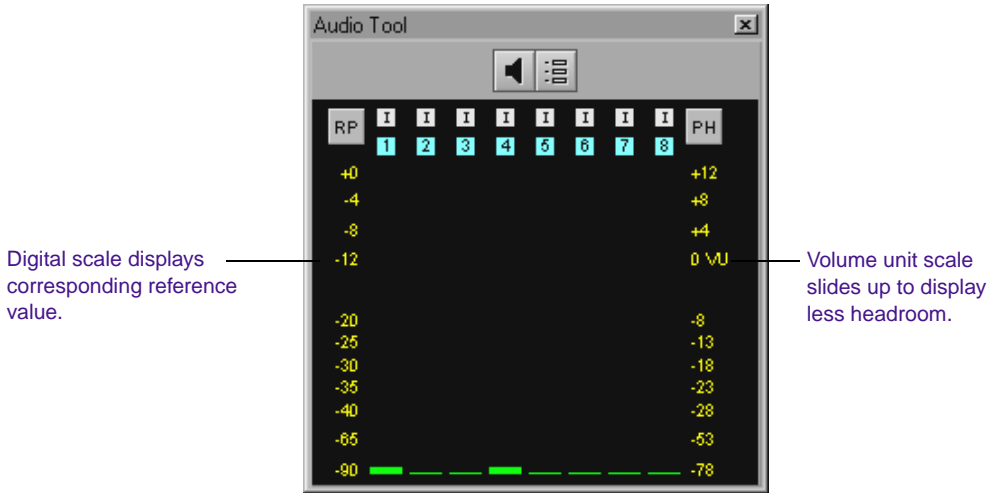 Audio Tool
RP I I I I I I I I PH
1 2 3 4 5 6 7 8
+0 +12
-4 +8
-8 +4
-12 0 VU
-20 -8
-25 -13
-30 -18
-35 -23
-40 -28
-65 -53
-90 -78
Digital scale displays
corresponding reference
value.
Volume unit scale
slides up to display
less headroom.